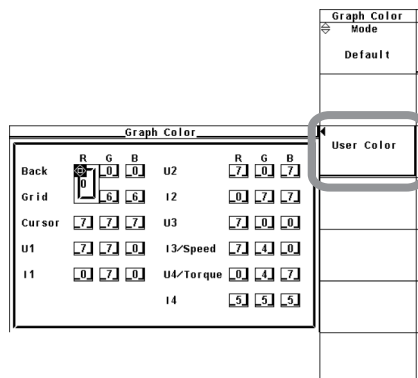 Graph Color
Mode
Default
User Color
Graph Color
R G B R G B
Back 0 0 0 U2 7 0 7
Grid 6 6 I2 0 7 7
Cursor 7 7 7 U3 7 0 0
U1 7 7 0 I3/Speed 7 4 0
I1 0 7 0 U4/Torque 0 4 7
I4 5 5 5